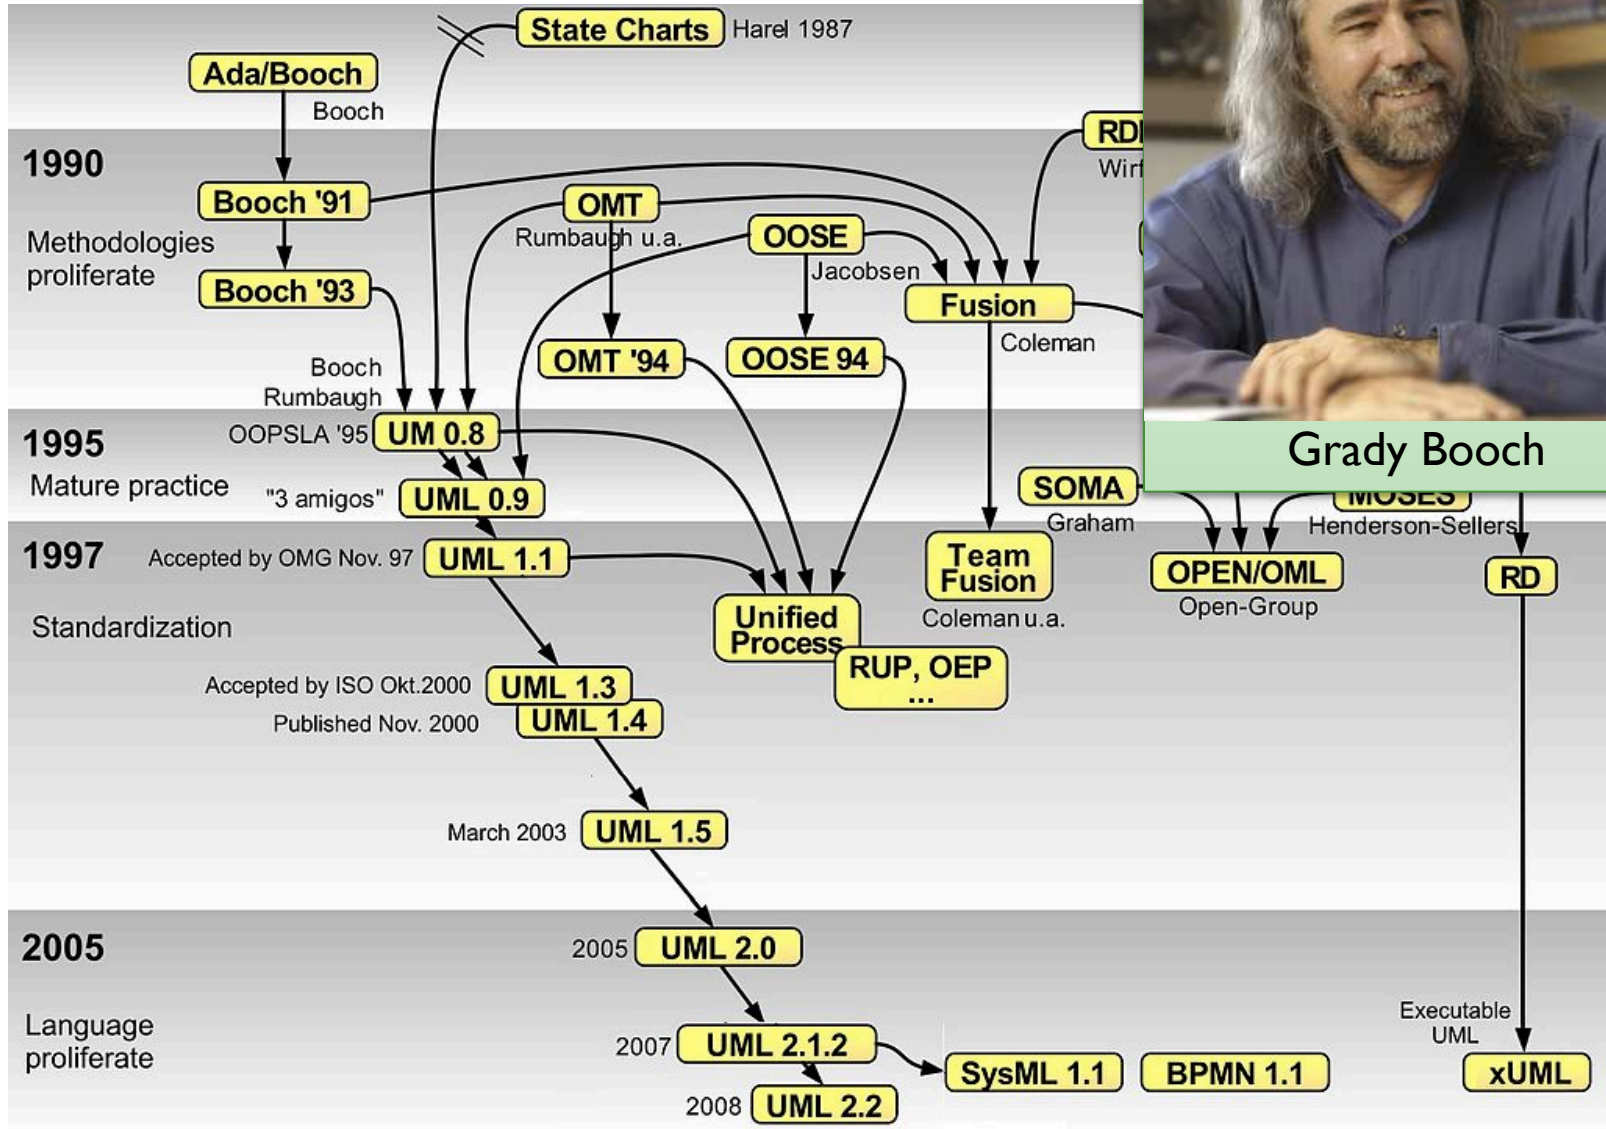 State Charts
Harel 1987
Ada/Booch
Booch
1990
Booch '91
OMT
Rumbaugh u.a.
OOSE
Jacobsen
Methodologies
proliferate
Booch '93
Fusion
Coleman
OMT '94
OOSE 94
Booch
Rumbaugh
OOPSLA '95
UM 0.8
1995
Mature practice
"3 amigos"
UML 0.9
Grady Booch
SOMA
Graham
MOSES
Henderson-Sellers
1997
Accepted by OMG Nov. 97
UML 1.1
Team
Fusion
Coleman u.a.
OPEN/OML
Open-Group
RD
Standardization
Unified
Process
RUP, OEP
...
Accepted by ISO Okt.2000
UML 1.3
Published Nov. 2000
UML 1.4
March 2003
UML 1.5
2005
2005
UML 2.0
Language
proliferate
2007
UML 2.1.2
SysML 1.1
BPMN 1.1
Executable
UML
xUML
2008
UML 2.2